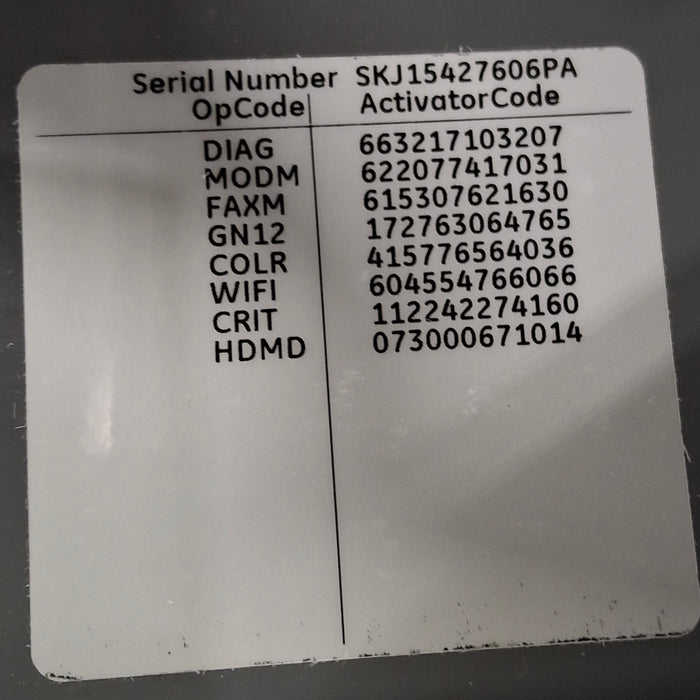 Serial Number SKJ15427606PA
OpCode ActivatorCode
DIAG 663217103207
MODM 622077417031
FAXM 615307621630
GN12 172763064765
COLR 415776564036
WIFI 604554766066
CRIT 112242274160
HDMD 073000671014